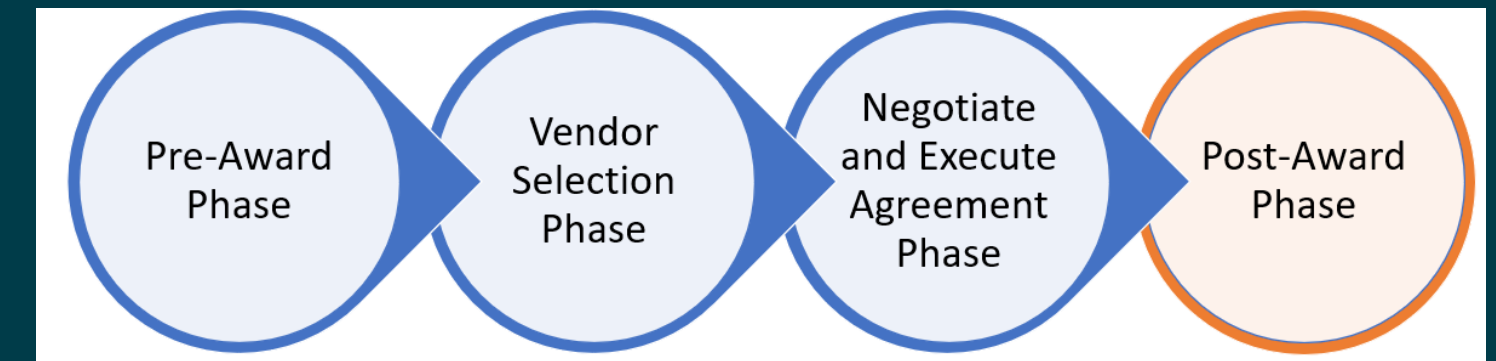 Pre-Award
Phase
Vendor
Selection
Phase
Negotiate
and Execute
Agreement
Phase
Post-Award
Phase